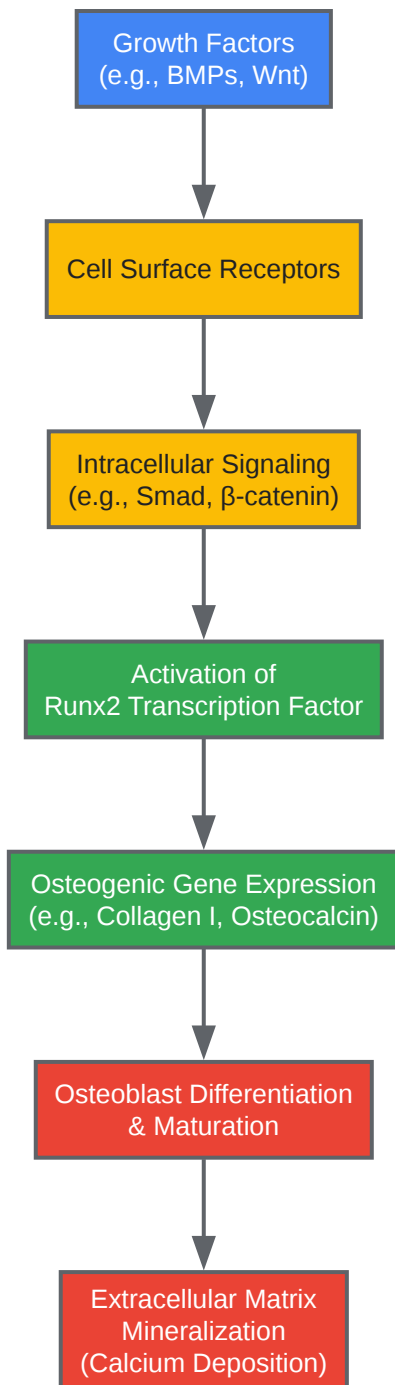 Growth Factors
(e.g., BMPs, Wnt)
Cell Surface Receptors
Intracellular Signaling
(e.g., Smad, β-catenin)
Activation of
Runx2 Transcription Factor
Osteogenic Gene Expression
(e.g., Collagen I, Osteocalcin)
Osteoblast Differentiation
& Maturation
Extracellular Matrix
Mineralization
(Calcium Deposition)